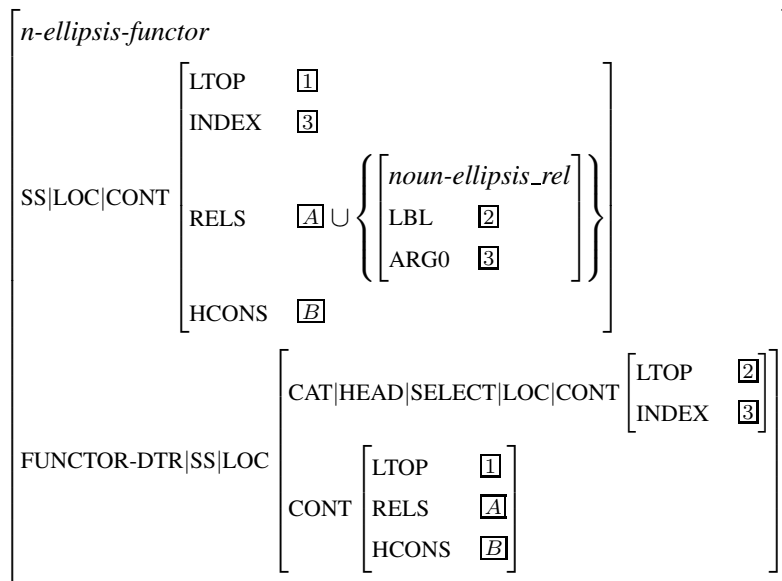 n-ellipsis-functor
LTOP 1
INDEX 3
noun-ellipsis_rel
SS|LOC|CONT RELS A ∪ { LBL 2 }
ARG0 3
HCONS B
CAT|HEAD|SELECT|LOC|CONT LTOP 2
INDEX 3
FUNCTOR-DTR|SS|LOC
LTOP 1
CONT RELS A
HCONS B